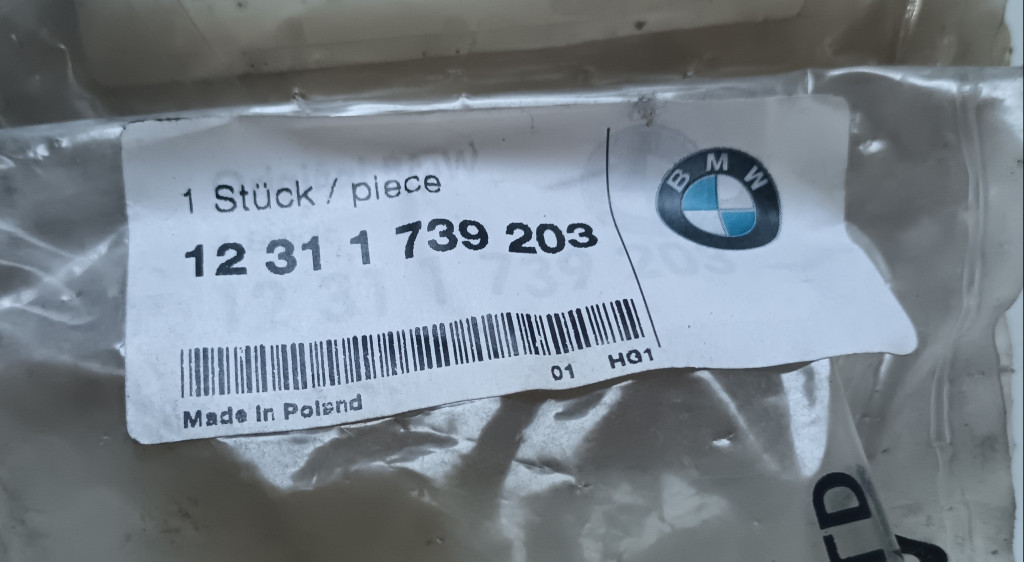 1 Stück / piece
12 31 1 739 203
BMW
01 HG1
Made in Poland